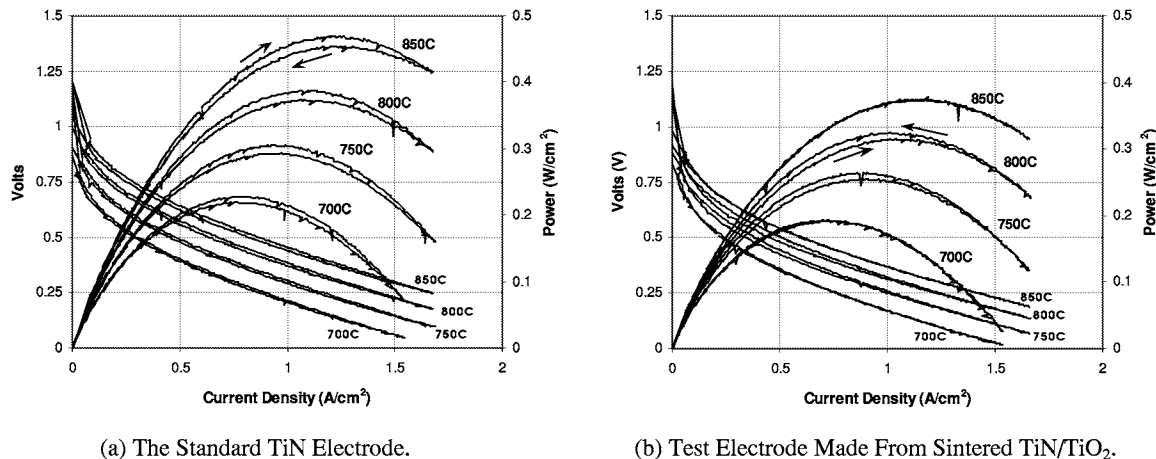 1.5
1.25
1
0.75
0.5
0.25
0
Volts
0.5
0.4
0.3
0.2
0.1
0
Power (W/cm²)
850C
800C
750C
700C
850C
800C
750C
700C
0 0.5 1 1.5 2
Current Density (A/cm²)
(a) The Standard TiN Electrode.
1.5
1.25
1
0.75
0.5
0.25
0
Volts (V)
0.5
0.4
0.3
0.2
0.1
0
Power (W/cm²)
850C
800C
750C
700C
850C
800C
750C
700C
0 0.5 1 1.5 2
Current Density (A/cm²)
(b) Test Electrode Made From Sintered TiN/TiO₂.